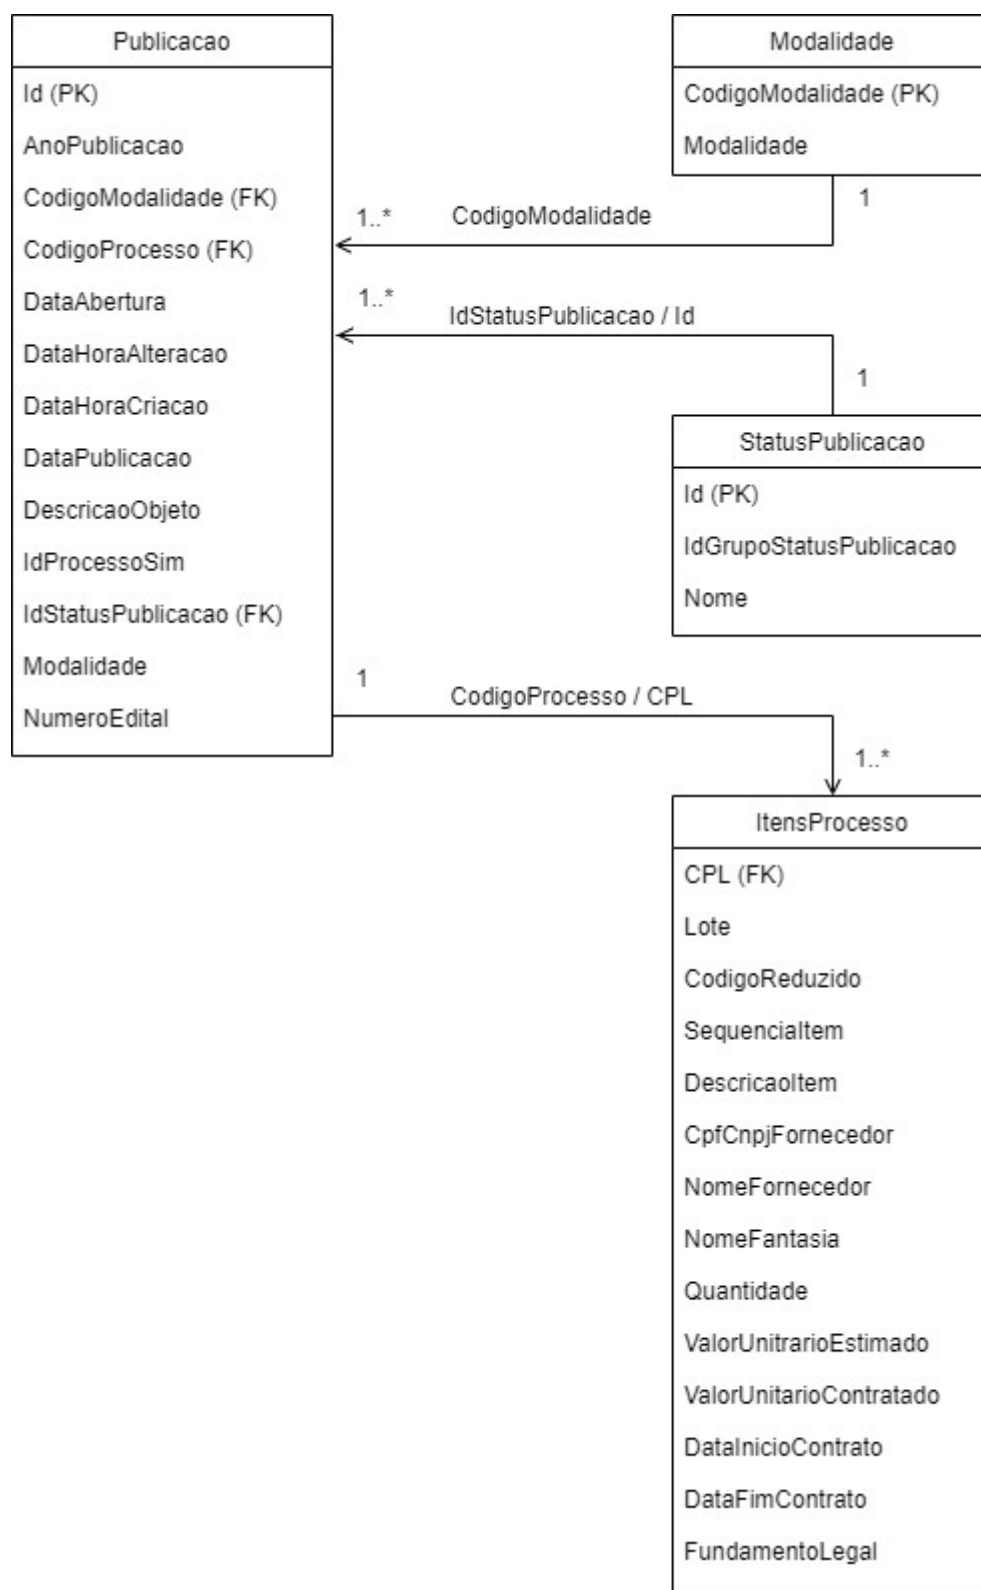 Publicacao
Id (PK)
AnoPublicacao
CodigoModalidade (FK)
CodigoProcesso (FK)
DataAbertura
DataHoraAlteracao
DataHoraCriacao
DataPublicacao
DescricaoObjeto
IdProcessoSim
IdStatusPublicacao (FK)
Modalidade
NumeroEdital
Modalidade
CodigoModalidade (PK)
Modalidade
1
1..*
CodigoModalidade
1..*
IdStatusPublicacao / Id
1
StatusPublicacao
Id (PK)
IdGrupoStatusPublicacao
Nome
1
CodigoProcesso / CPL
1..*
ItensProcesso
CPL (FK)
Lote
CodigoReduzido
SequenciaItem
DescricaoItem
CpfCnpjFornecedor
NomeFornecedor
NomeFantasia
Quantidade
ValorUnitrarioEstimado
ValorUnitarioContratado
DataInicioContrato
DataFimContrato
FundamentoLegal